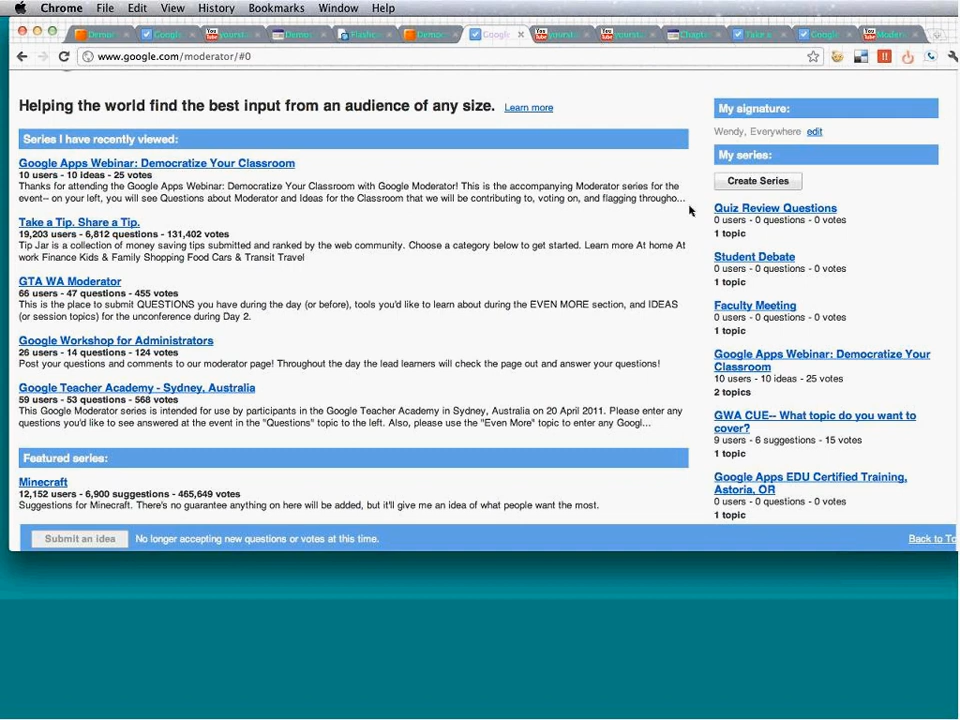 Chrome File Edit View History Bookmarks Window Help
Google
www.google.com/moderator/#0
Helping the world find the best input from an audience of any size. Learn more
Series I have recently viewed:
Google Apps Webinar: Democratize Your Classroom
10 users - 10 ideas - 25 votes
Thanks for attending the Google Apps Webinar: Democratize Your Classroom with Google Moderator! This is the accompanying Moderator series for the
event-- on your left, you will see Questions about Moderator and Ideas for the Classroom that we will be contributing to, voting on, and flagging througho...
Take a Tip. Share a Tip.
19,203 users - 6,812 questions - 131,402 votes
Tip Jar is a collection of money saving tips submitted and ranked by the web community. Choose a category below to get started. Learn more At home At
work Finance Kids & Family Shopping Food Cars & Transit Travel
GTA WA Moderator
66 users - 47 questions - 455 votes
This is the place to submit QUESTIONS you have during the day (or before), tools you'd like to learn about during the EVEN MORE section, and IDEAS
(or session topics) for the unconference during Day 2.
Google Workshop for Administrators
26 users - 14 questions - 124 votes
Post your questions and comments to our moderator page! Throughout the day the lead learners will check the page out and answer your questions!
Google Teacher Academy - Sydney, Australia
59 users - 53 questions - 568 votes
This Google Moderator series is intended for use by participants in the Google Teacher Academy in Sydney, Australia on 20 April 2011. Please enter any
questions you'd like to see answered at the event in the "Questions" topic to the left. Also, please use the "Even More" topic to enter any Googl...
Featured series:
Minecraft
12,152 users - 6,900 suggestions - 465,649 votes
Suggestions for Minecraft. There's no guarantee anything on here will be added, but it'll give me an idea of what people want the most.
My signature:
Wendy, Everywhere edit
My series:
Create Series
Quiz Review Questions
0 users - 0 questions - 0 votes
1 topic
Student Debate
0 users - 0 questions - 0 votes
1 topic
Faculty Meeting
0 users - 0 questions - 0 votes
1 topic
Google Apps Webinar: Democratize Your
Classroom
10 users - 10 ideas - 25 votes
2 topics
GWA CUE-- What topic do you want to
cover?
9 users - 6 suggestions - 15 votes
1 topic
Google Apps EDU Certified Training,
Astoria, OR
0 users - 0 questions - 0 votes
1 topic
Submit an idea No longer accepting new questions or votes at this time. Back to To